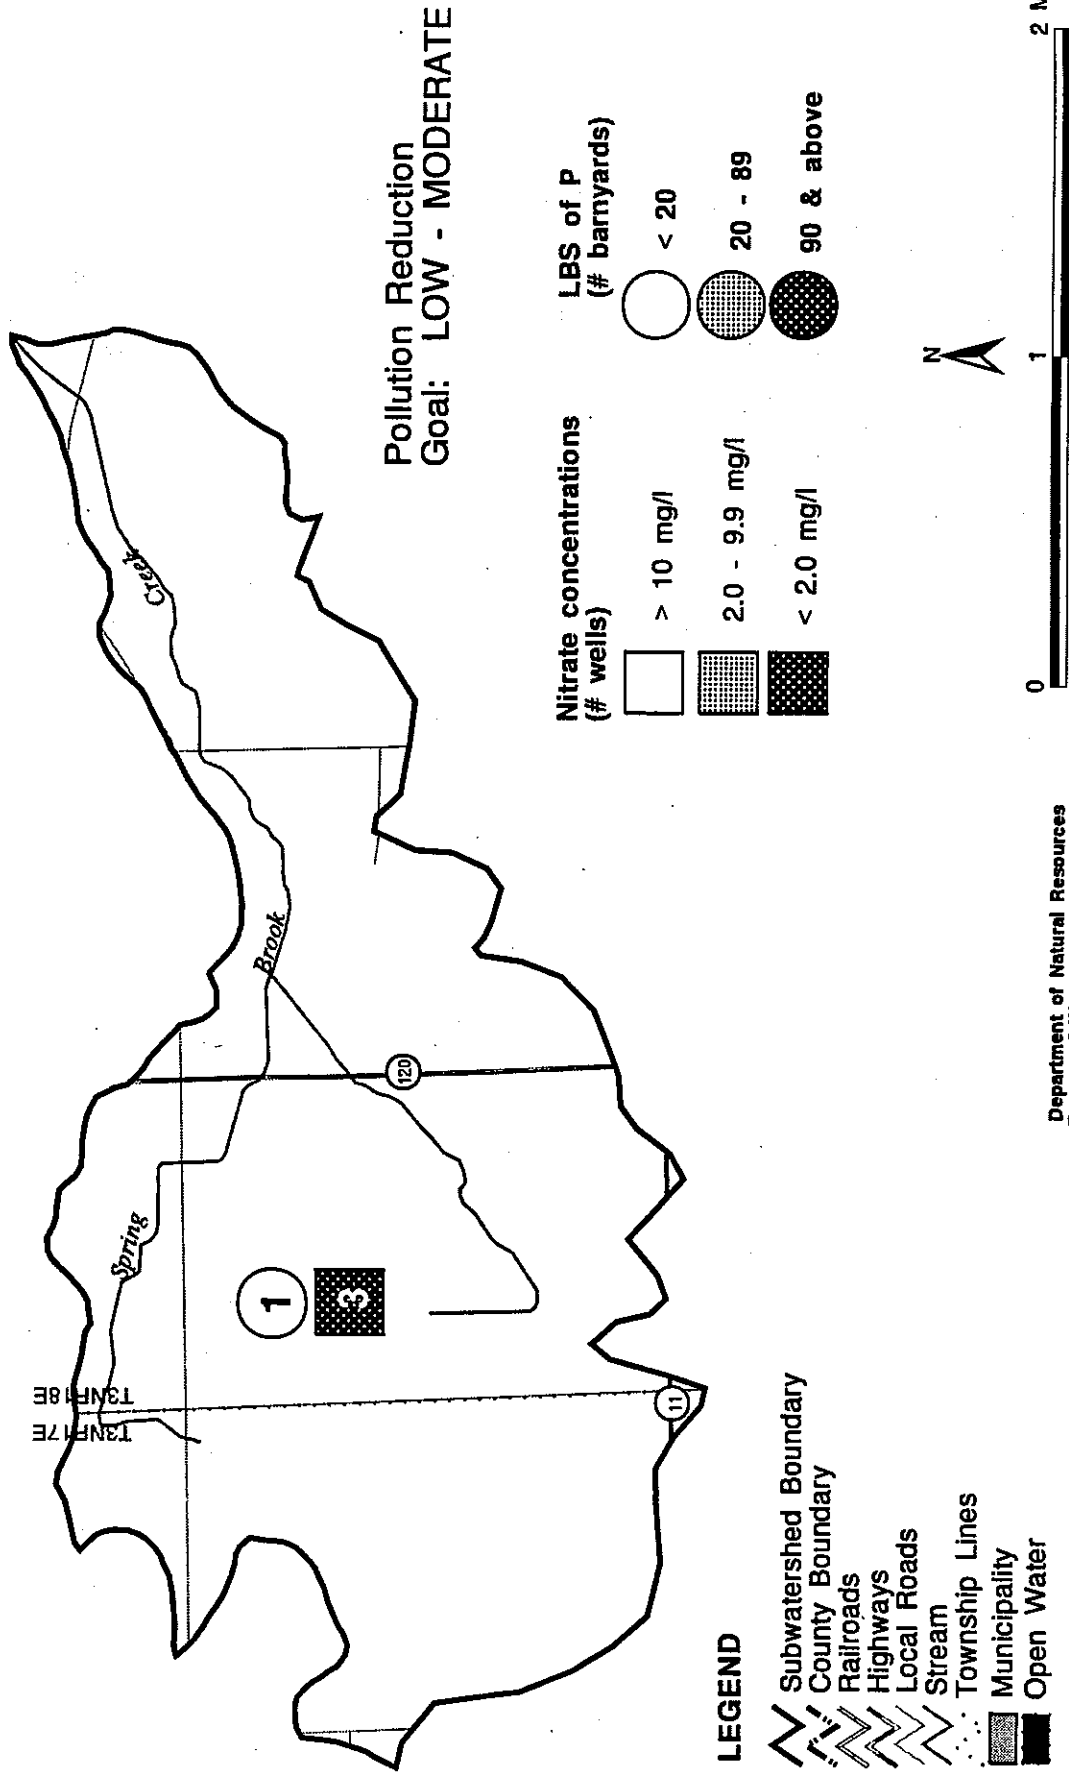 Pollution Reduction
Goal: LOW - MODERATE
T3NR17E
T3NR18E
Spring
Brook
Creek
120
11
1
3
Nitrate concentrations
(# wells)
> 10 mg/l
2.0 - 9.9 mg/l
< 2.0 mg/l
LBS of P
(# barnyards)
< 20
20 - 89
90 & above
LEGEND
Subwatershed Boundary
County Boundary
Railroads
Highways
Local Roads
Stream
Township Lines
Municipality
Open Water
N
0 1 2 M
Department of Natural Resources